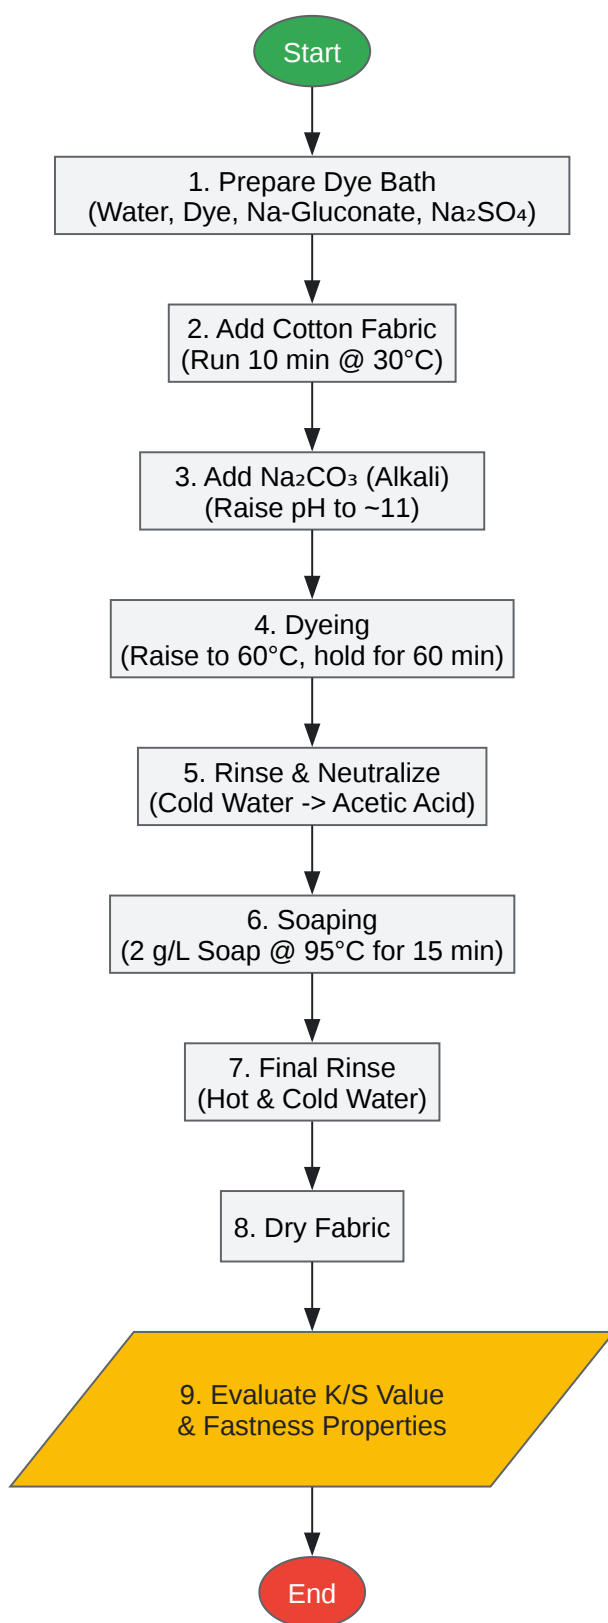 Start
1. Prepare Dye Bath
(Water, Dye, Na-Gluconate, Na₂SO₄)
2. Add Cotton Fabric
(Run 10 min @ 30°C)
3. Add Na₂CO₃ (Alkali)
(Raise pH to ~11)
4. Dyeing
(Raise to 60°C, hold for 60 min)
5. Rinse & Neutralize
(Cold Water -> Acetic Acid)
6. Soaping
(2 g/L Soap @ 95°C for 15 min)
7. Final Rinse
(Hot & Cold Water)
8. Dry Fabric
9. Evaluate K/S Value
& Fastness Properties
End